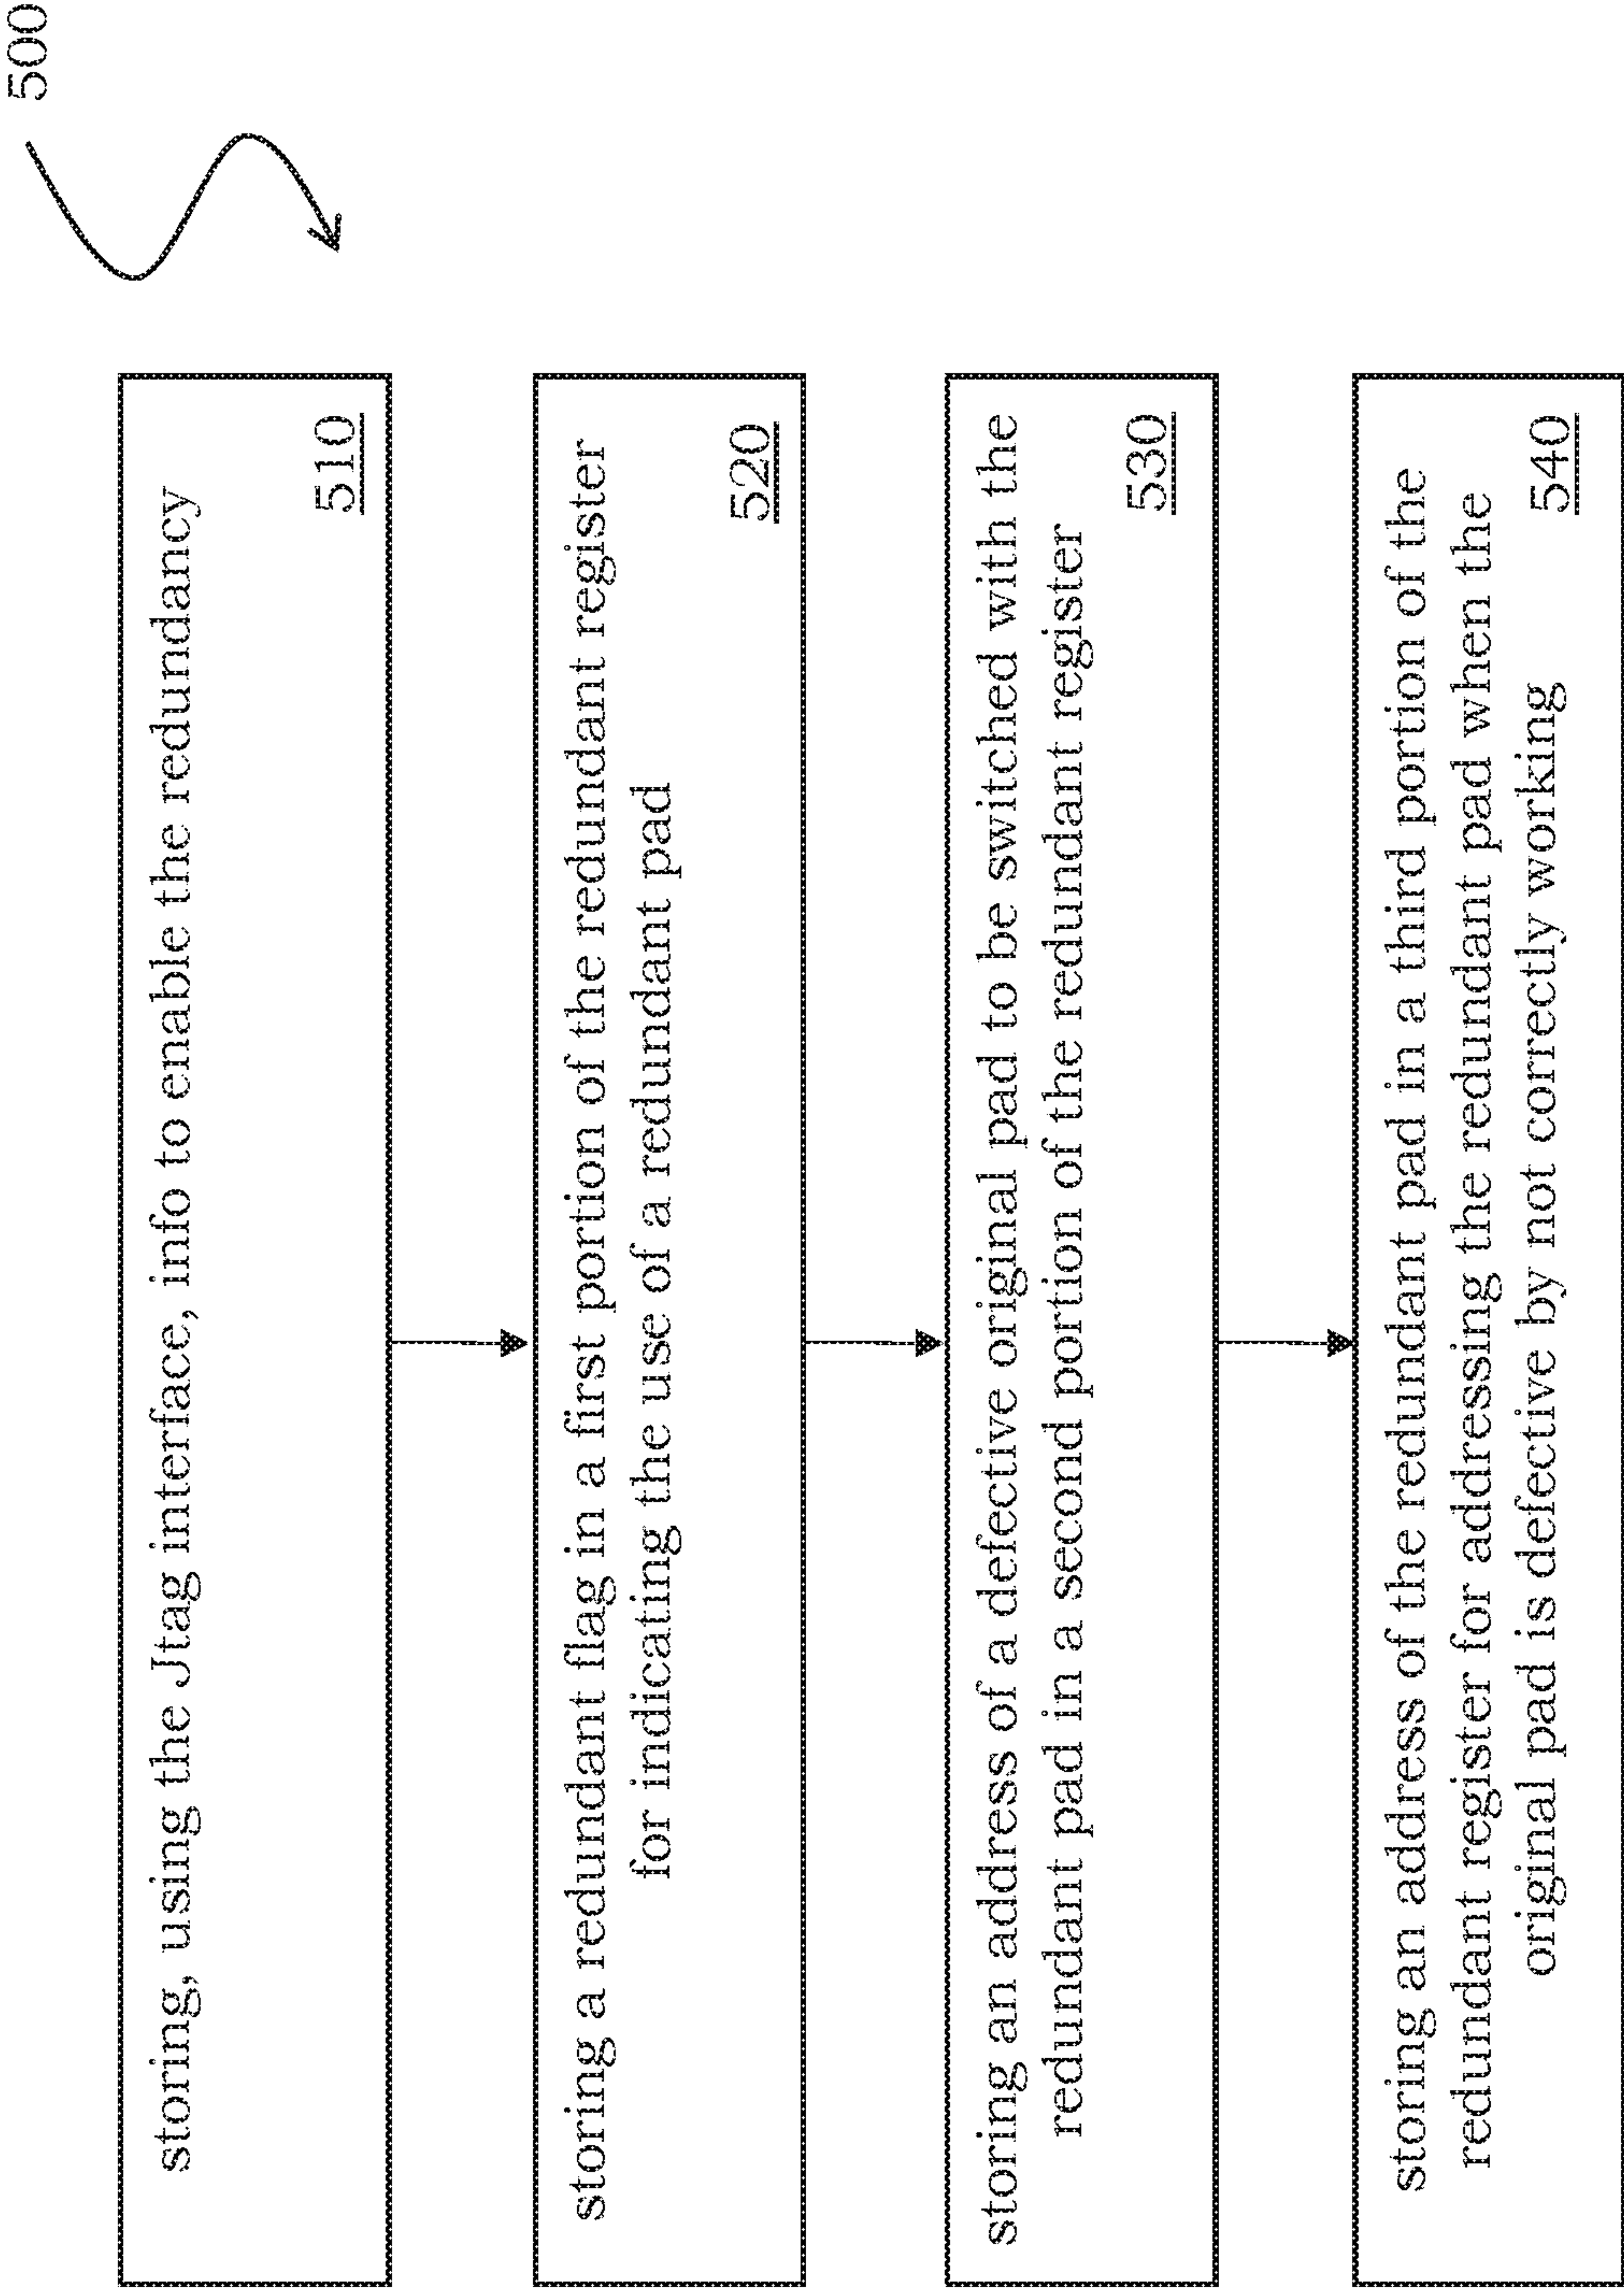 500
storing, using the Jtag interface, info to enable the redundancy
510
storing a redundant flag in a first portion of the redundant register
for indicating the use of a redundant pad
520
storing an address of a defective original pad to be switched with the
redundant pad in a second portion of the redundant register
530
storing an address of the redundant pad in a third portion of the
redundant register for addressing the redundant pad when the
original pad is defective by not correctly working
540